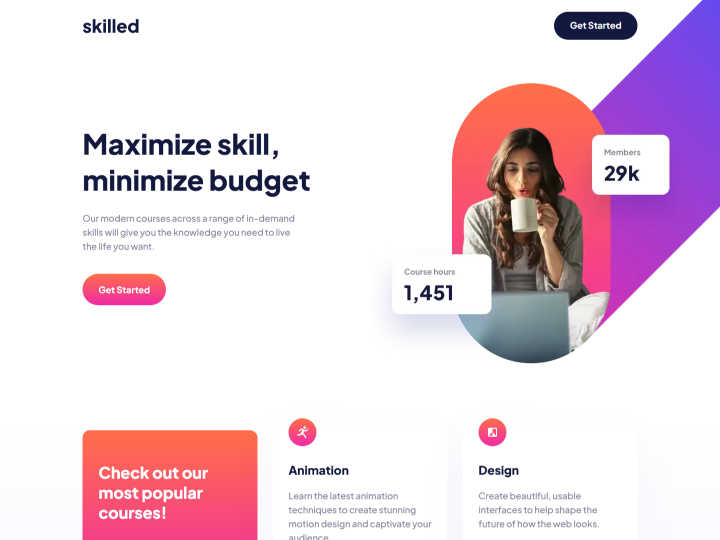 skilled
Get Started
Maximize skill,
minimize budget
Our modern courses across a range of in-demand
skills will give you the knowledge you need to live
the life you want.
Get Started
Members
29k
Course hours
1,451
Check out our
most popular
courses!
Animation
Learn the latest animation
techniques to create stunning
motion design and captivate your
audience.
Design
Create beautiful, usable
interfaces to help shape the
future of how the web looks.